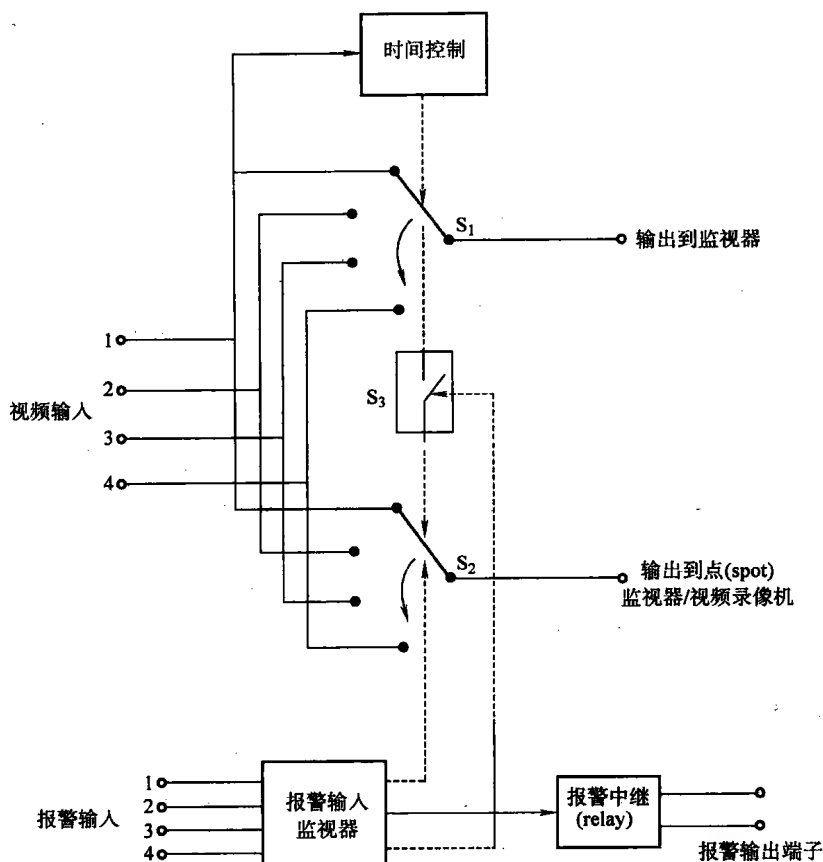 时间控制
S₁
输出到监视器
1
2
视频输入
3
4
S₃
S₂
输出到点(spot)
监视器/视频录像机
1
2
报警输入
3
4
报警输入
监视器
报警中继
(relay)
报警输出端子